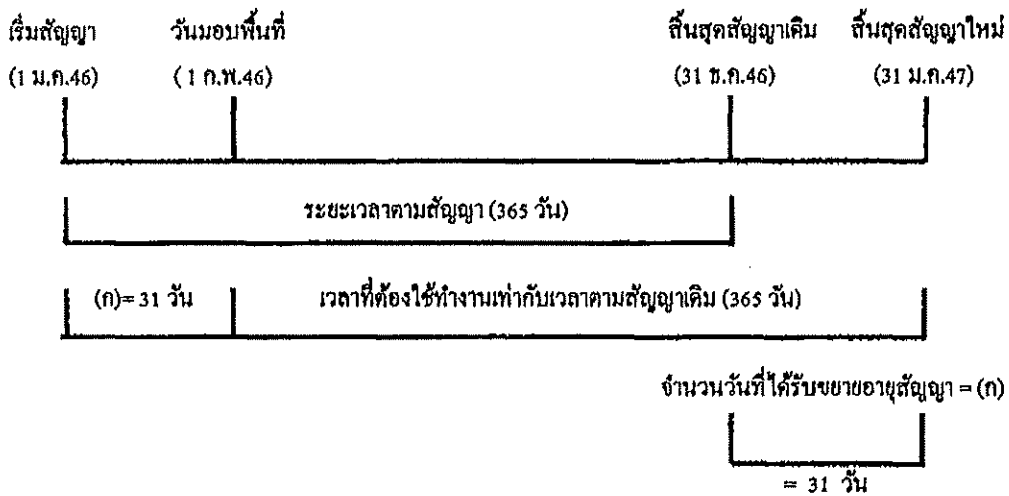 เริ่มสัญญา วันมอบพื้นที่ สิ้นสุดสัญญาเดิม สิ้นสุดสัญญาใหม่
(1 ม.ค.46) (1 ก.พ.46) (31 ธ.ค.46) (31 ม.ค.47)
ระยะเวลาตามสัญญา (365 วัน)
(ก)= 31 วัน เวลาที่ต้องใช้ทำงานเท่ากับเวลาตามสัญญาเดิม (365 วัน)
จำนวนวันที่ได้รับขยายอายุสัญญา = (ก)
= 31 วัน